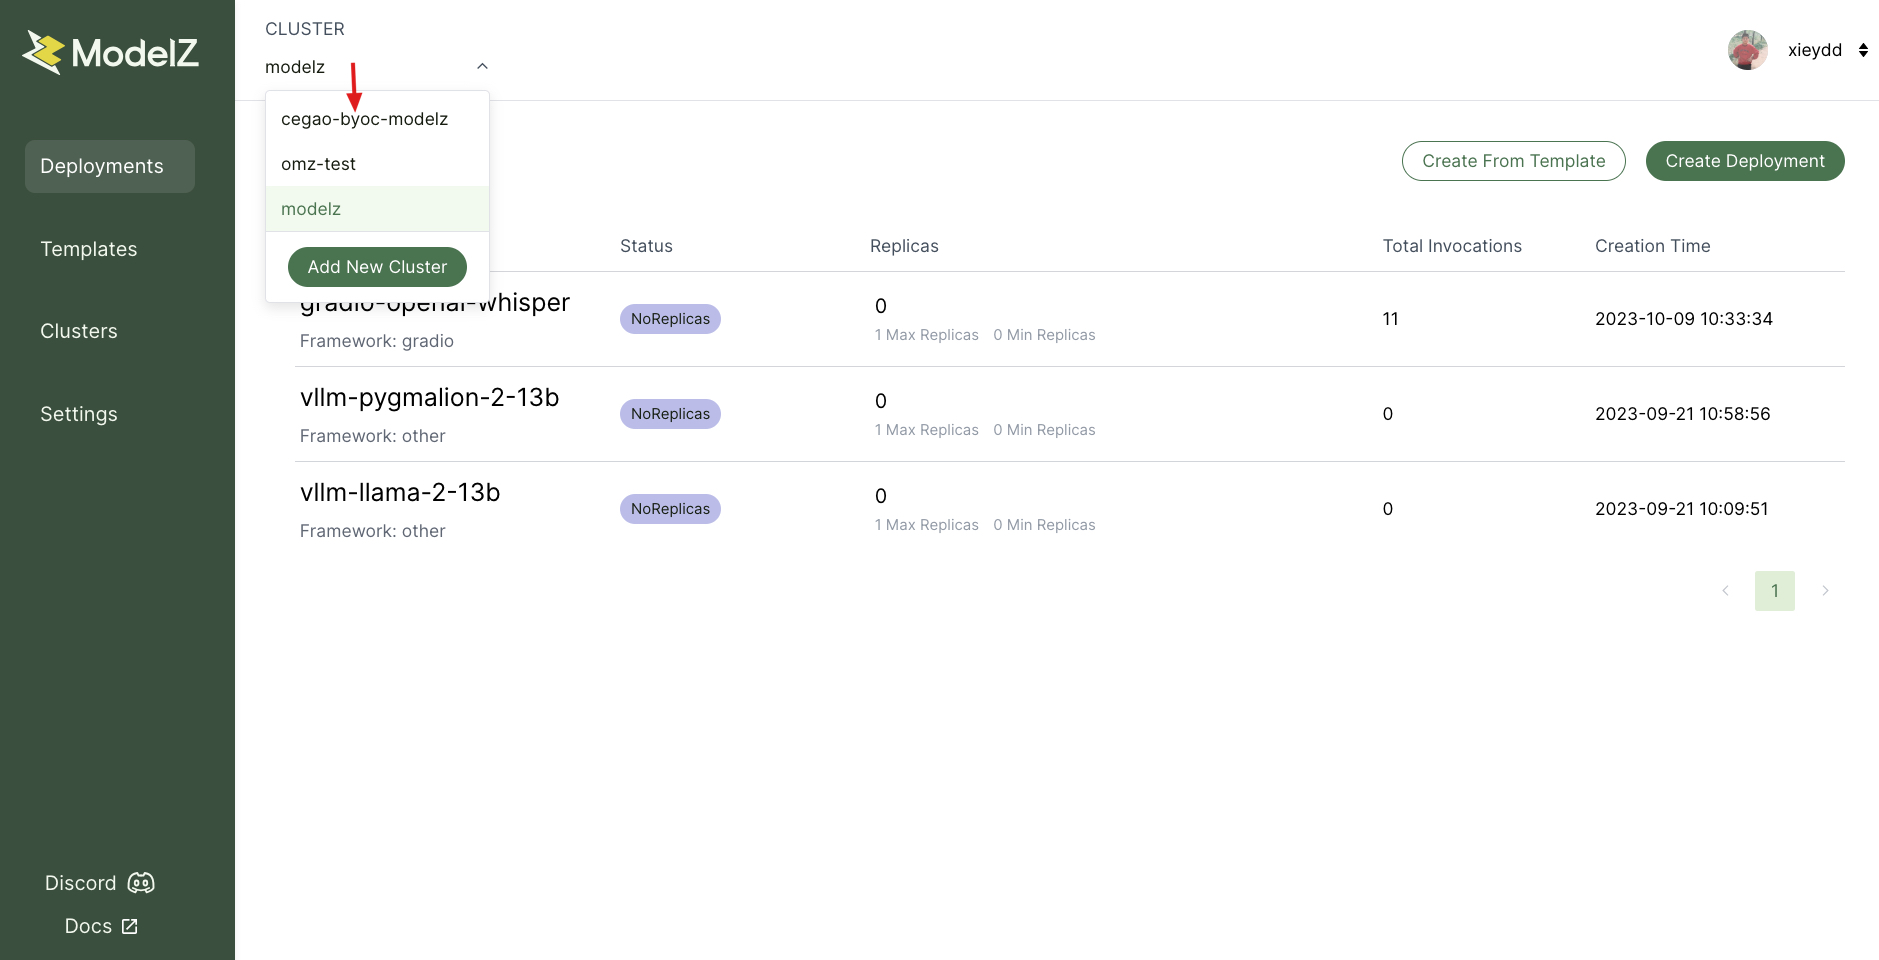 ModelZ
Deployments
Templates
Clusters
Settings
Discord
Docs
CLUSTER
modelz
cegao-byoc-modelz
omz-test
modelz
Add New Cluster
xieydd
Create From Template
Create Deployment
Status Replicas Total Invocations Creation Time
gradio-openai-whisper
Framework: gradio
NoReplicas
0
1 Max Replicas 0 Min Replicas
11
2023-10-09 10:33:34
vllm-pygmalion-2-13b
Framework: other
NoReplicas
0
1 Max Replicas 0 Min Replicas
0
2023-09-21 10:58:56
vllm-llama-2-13b
Framework: other
NoReplicas
0
1 Max Replicas 0 Min Replicas
0
2023-09-21 10:09:51
1